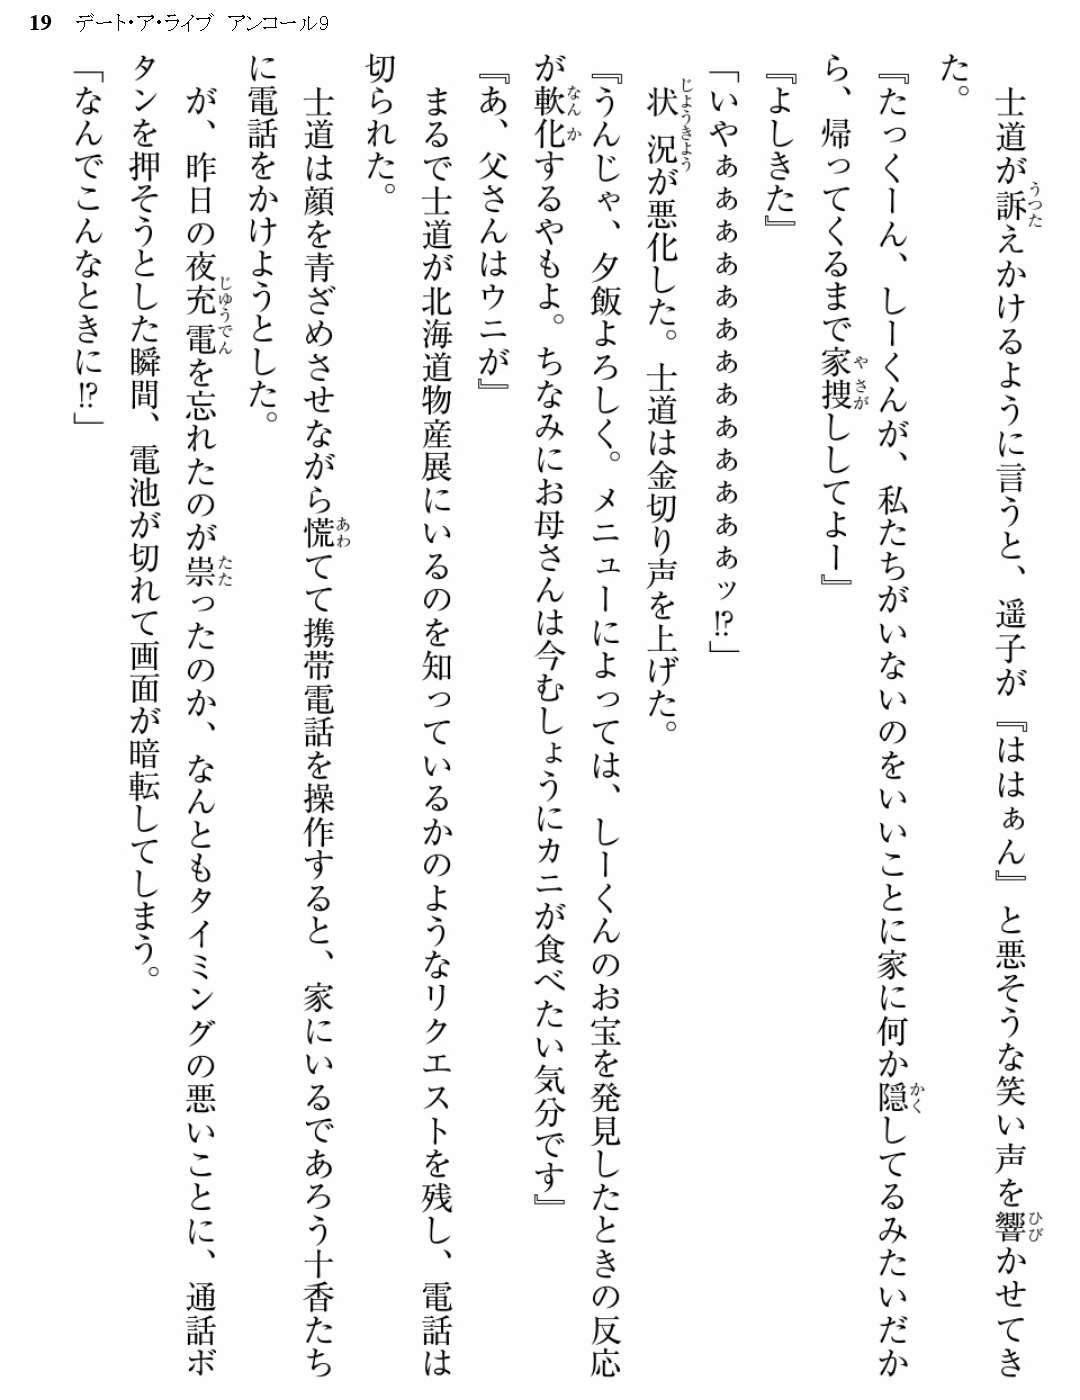 19 デート・ア・ライブ アンコール9
士道が訴えかけるように言うと、遥子が『ははぁん』と悪そうな笑い声を響かせてき
た。
『たっくーん、しーくんが、私たちがいないのをいいことに家に何か隠してるみたいだか
ら、帰ってくるまで家捜ししてよー』
『よしきた』
「いやぁぁぁぁぁぁぁぁぁぁぁぁぁッ!?」
状況が悪化した。士道は金切り声を上げた。
『うんじゃ、夕飯よろしく。メニューによっては、しーくんのお宝を発見したときの反応
が軟化するやもよ。ちなみにお母さんは今むしょうにカニが食べたい気分です』
『あ、父さんはウニが』
まるで士道が北海道物産展にいるのを知っているかのようなリクエストを残し、電話は
切られた。
士道は顔を青ざめさせながら慌てて携帯電話を操作すると、家にいるであろう十香たち
に電話をかけようとした。
が、昨日の夜充電を忘れたのが祟ったのか、なんともタイミングの悪いことに、通話ボ
タンを押そうとした瞬間、電池が切れて画面が暗転してしまう。
「なんでこんなときに!?」